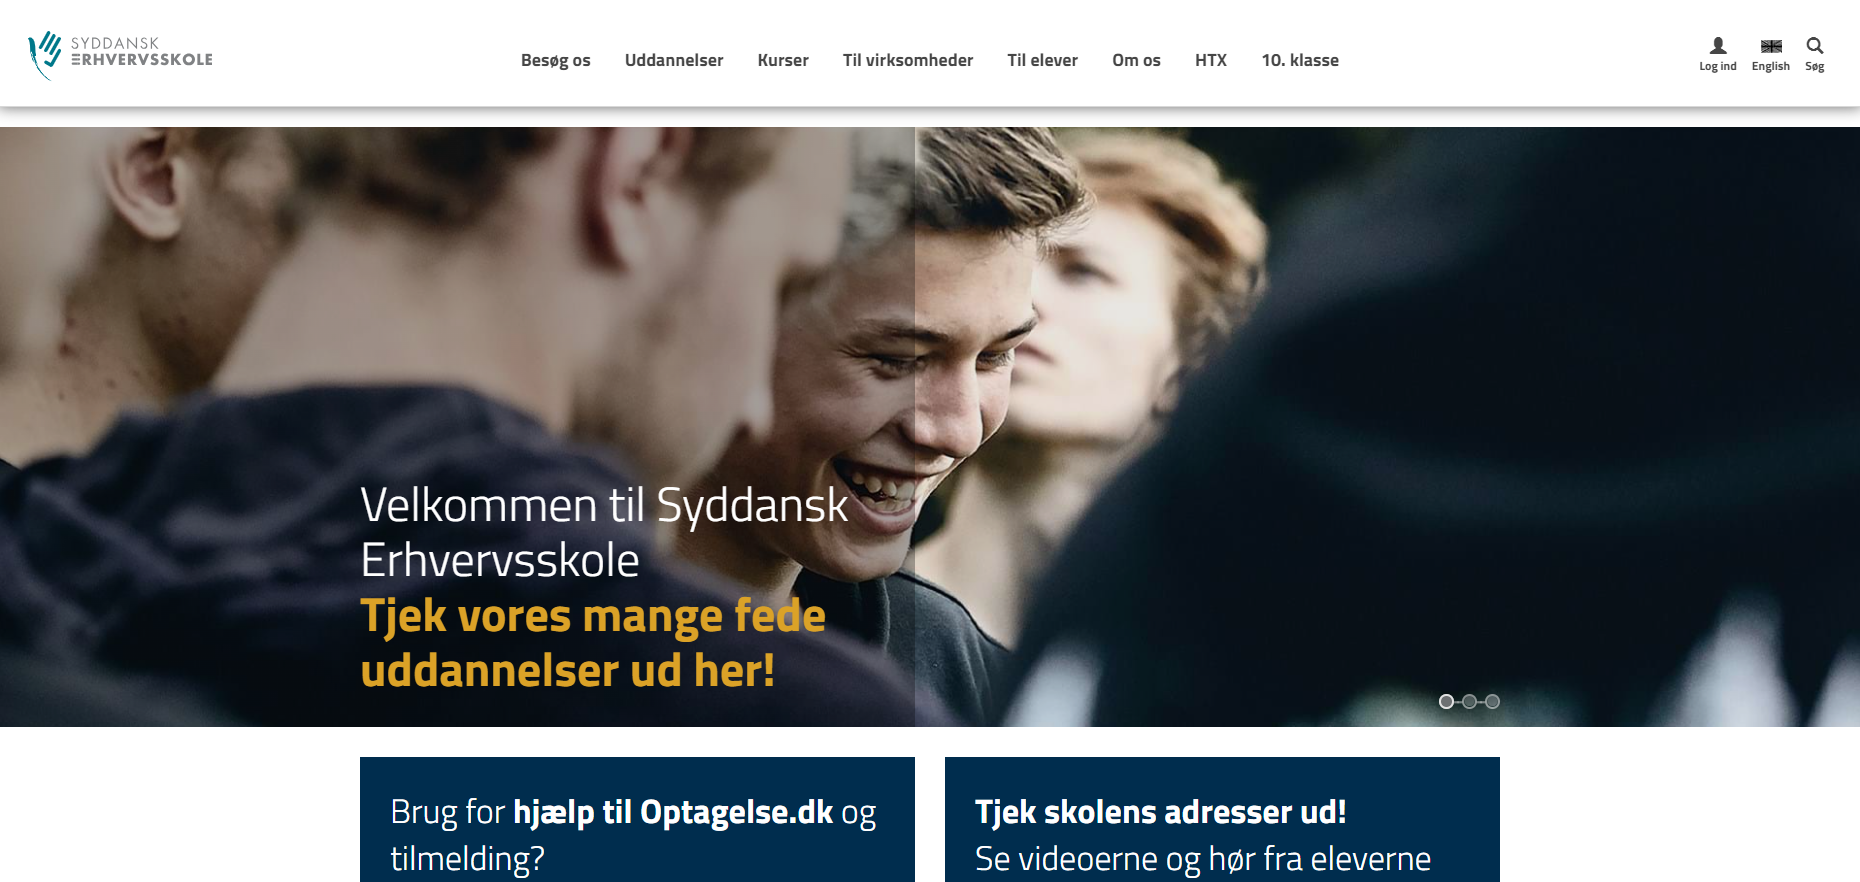 SYDDANSK
ERHVERVSSKOLE
Besøg os
Uddannelser
Kurser
Til virksomheder
Til elever
Om os
HTX
10. klasse
Log ind
English
Søg
Velkommen til Syddansk
Erhvervsskole
Tjek vores mange fede
uddannelser ud her!
Brug for hjælp til Optagelse.dk og
tilmelding?
Tjek skolens adresser ud!
Se videoerne og hør fra eleverne